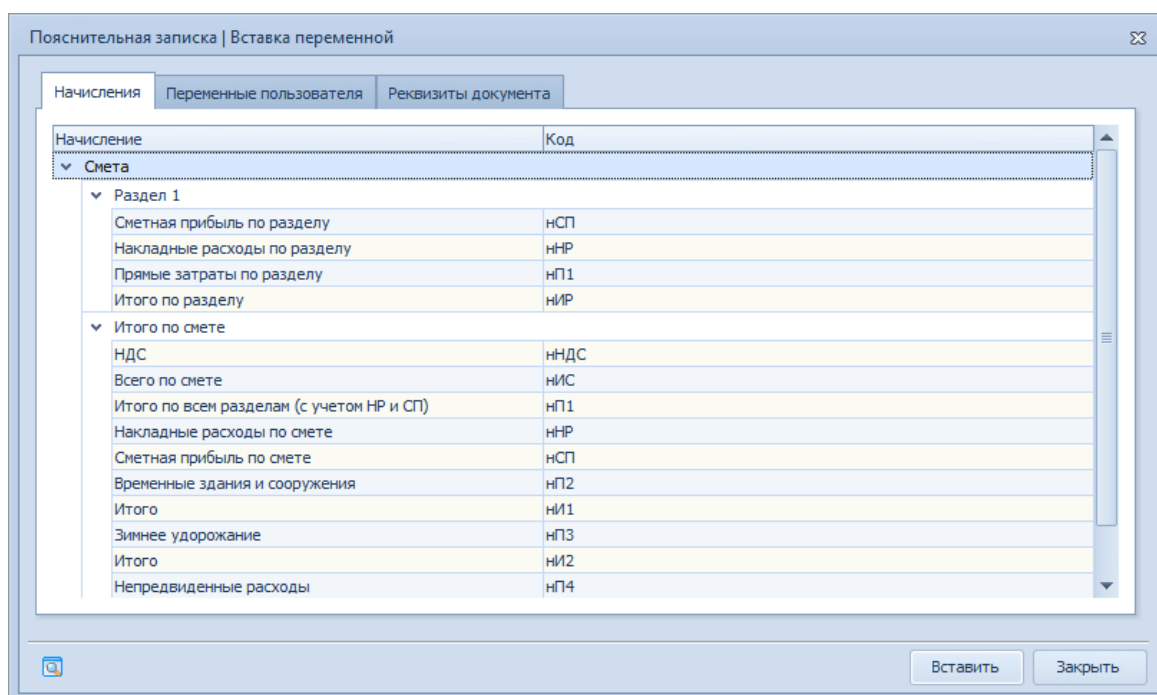 Пояснительная записка | Вставка переменной
Начисления Переменные пользователя Реквизиты документа
Начисление Код
Смета
Раздел 1
Сметная прибыль по разделу нСП
Накладные расходы по разделу нНР
Прямые затраты по разделу нП1
Итого по разделу нИР
Итого по смете
НДС нНДС
Всего по смете нИС
Итого по всем разделам (с учетом НР и СП) нП1
Накладные расходы по смете нНР
Сметная прибыль по смете нСП
Временные здания и сооружения нП2
Итого нИ1
Зимнее удорожание нП3
Итого нИ2
Непредвиденные расходы нП4
Вставить Закрыть